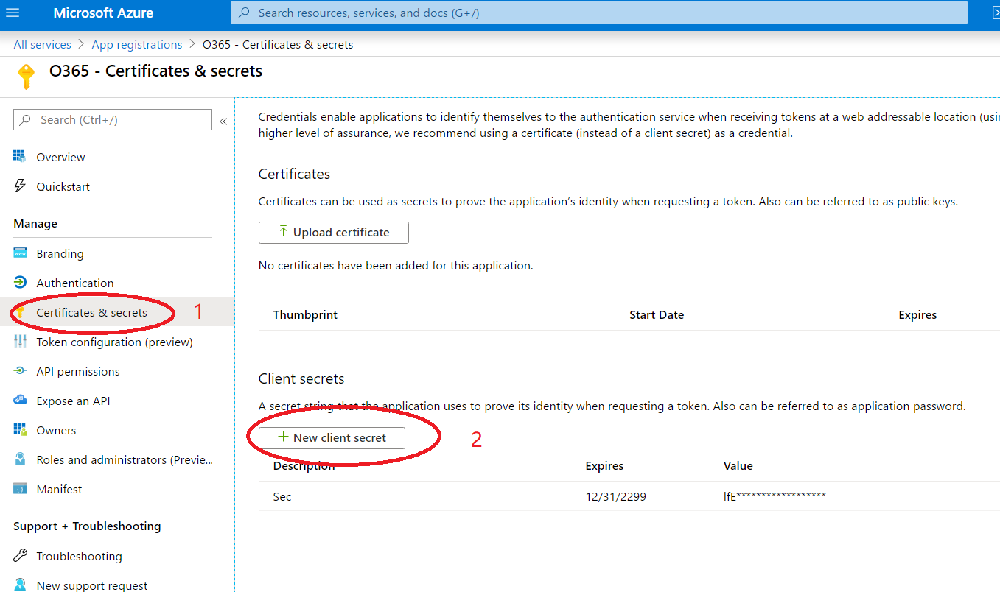 Microsoft Azure
Search resources, services, and docs (G+/)
All services > App registrations > O365 - Certificates & secrets
O365 - Certificates & secrets
Search (Ctrl+/)
«
Overview
Quickstart
Manage
Branding
Authentication
Certificates & secrets
1
Token configuration (preview)
API permissions
Expose an API
Owners
Roles and administrators (Previe...
Manifest
Support + Troubleshooting
Troubleshooting
New support request
Credentials enable applications to identify themselves to the authentication service when receiving tokens at a web addressable location (usin
higher level of assurance, we recommend using a certificate (instead of a client secret) as a credential.
Certificates
Certificates can be used as secrets to prove the application's identity when requesting a token. Also can be referred to as public keys.
Upload certificate
No certificates have been added for this application.
Thumbprint Start Date Expires
Client secrets
A secret string that the application uses to prove its identity when requesting a token. Also can be referred to as application password.
New client secret
2
Description Expires Value
Sec 12/31/2299 lfE******************